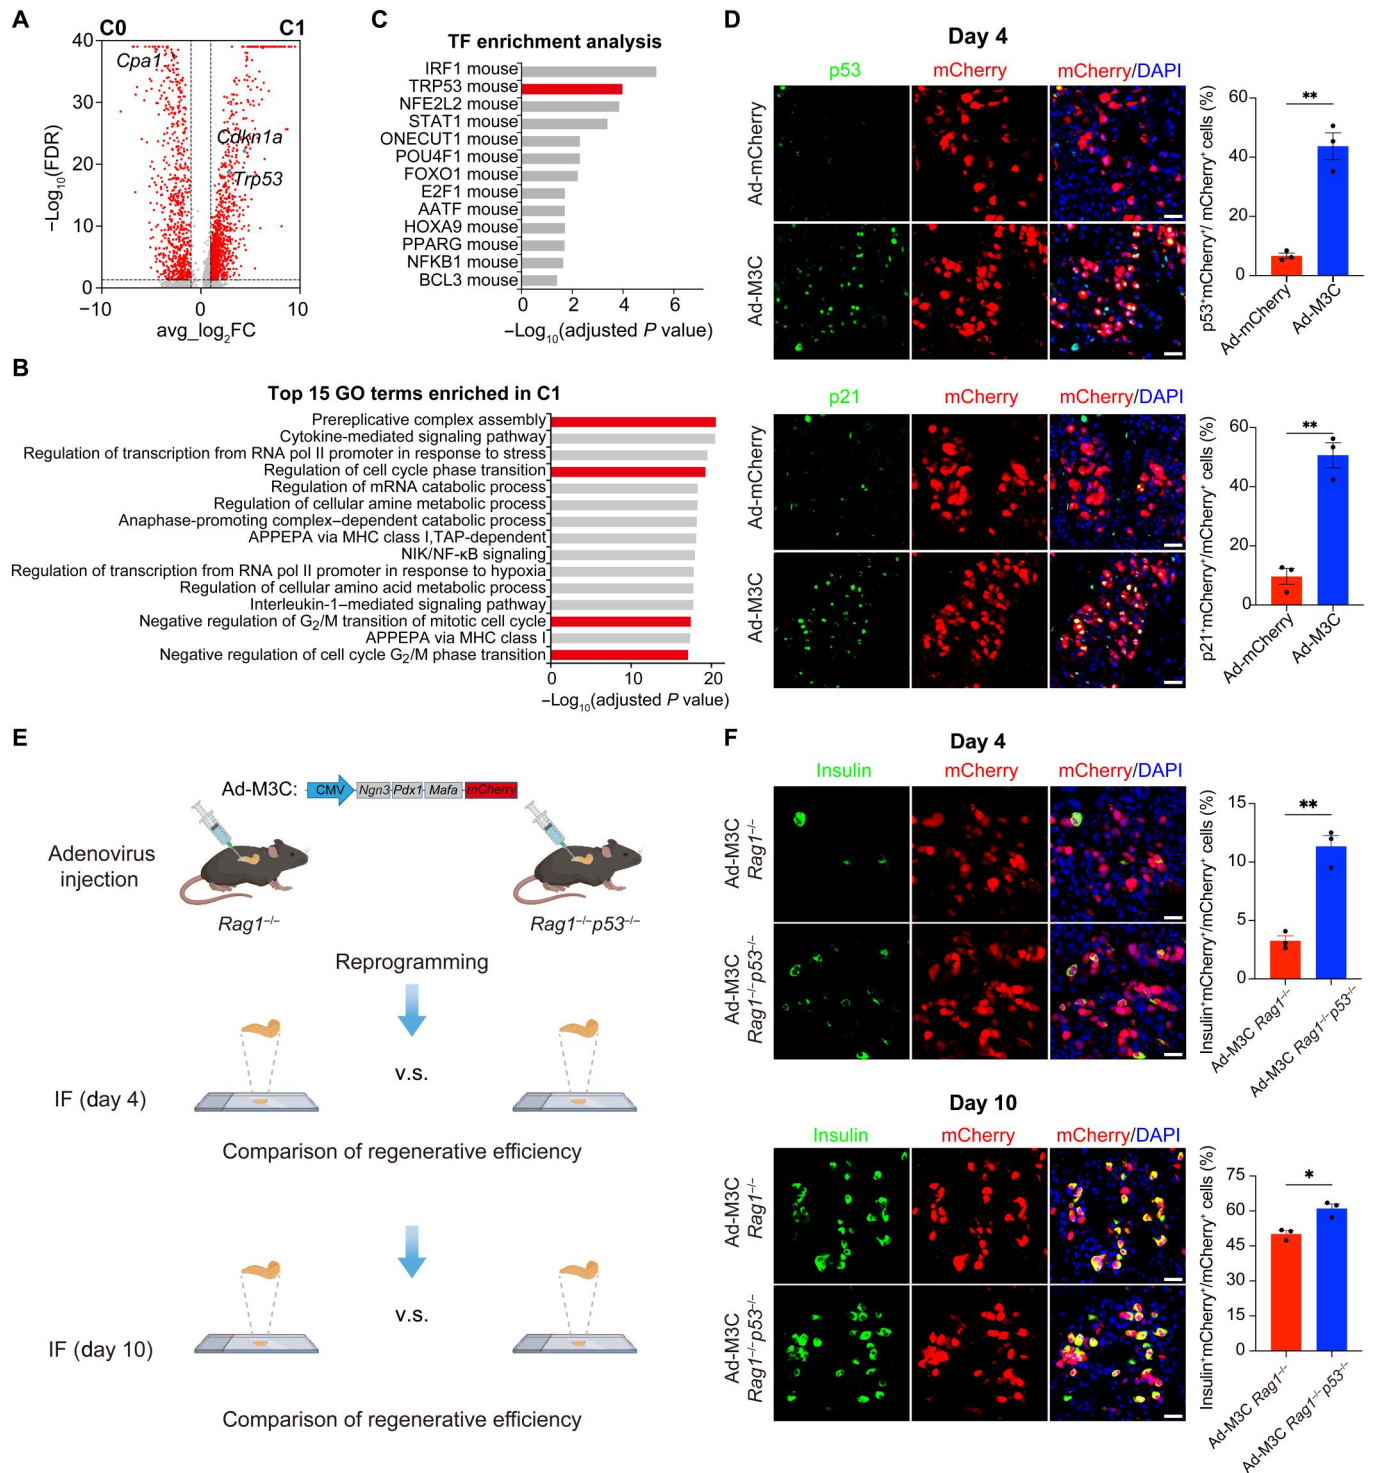 A
C0 C1
Cpa1
Cdkn1a
Trp53
−Log10(FDR)
40
30
20
10
0
−10 0 10
avg_log2FC
B
Top 15 GO terms enriched in C1
Prereplicative complex assembly
Cytokine-mediated signaling pathway
Regulation of transcription from RNA pol II promoter in response to stress
Regulation of cell cycle phase transition
Regulation of mRNA catabolic process
Regulation of cellular amine metabolic process
Anaphase-promoting complex–dependent catabolic process
APPEPA via MHC class I,TAP-dependent
NIK/NF-κB signaling
Regulation of transcription from RNA pol II promoter in response to hypoxia
Regulation of cellular amino acid metabolic process
Interleukin-1–mediated signaling pathway
Negative regulation of G2/M transition of mitotic cell cycle
APPEPA via MHC class I
Negative regulation of cell cycle G2/M phase transition
0 10 20
−Log10(adjusted P value)
C
TF enrichment analysis
IRF1 mouse
TRP53 mouse
NFE2L2 mouse
STAT1 mouse
ONECUT1 mouse
POU4F1 mouse
FOXO1 mouse
E2F1 mouse
AATF mouse
HOXA9 mouse
PPARG mouse
NFKB1 mouse
BCL3 mouse
0 2 4 6
−Log10(adjusted P value)
D
Day 4
p53 mCherry mCherry/DAPI
Ad-mCherry
Ad-M3C
p53+mCherry+/ mCherry+ cells (%)
60
40
20
0
**
Ad-mCherry
Ad-M3C
p21 mCherry mCherry/DAPI
Ad-mCherry
Ad-M3C
p21+mCherry+/mCherry+ cells (%)
60
40
20
0
**
Ad-mCherry
Ad-M3C
E
Ad-M3C: CMV Ngn3 Pdx1 Mafa mCherry
Adenovirus
injection
Rag1−/− Rag1−/−p53−/−
Reprogramming
v.s.
IF (day 4)
Comparison of regenerative efficiency
v.s.
IF (day 10)
Comparison of regenerative efficiency
F
Day 4
Insulin mCherry mCherry/DAPI
Ad-M3C
Rag1−/−
Ad-M3C
Rag1−/−p53−/−
Insulin+mCherry+/mCherry+ cells (%)
15
10
5
0
**
Ad-M3C Rag1−/−
Ad-M3C Rag1−/−p53−/−
Day 10
Insulin mCherry mCherry/DAPI
Ad-M3C
Rag1−/−
Ad-M3C
Rag1−/−p53−/−
Insulin+mCherry+/mCherry+ cells (%)
75
60
45
30
15
0
*
Ad-M3C Rag1−/−
Ad-M3C Rag1−/−p53−/−